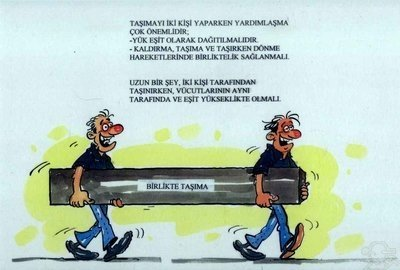 TAŞIMAYI İKİ KİŞİ YAPARKEN YARDIMLAŞMA
ÇOK ÖNEMLİDİR;
-YÜK EŞİT OLARAK DAĞITILMALIDIR.
- KALDIRMA, TAŞIMA VE TAŞIRKEN DÖNME
HAREKETLERİNDE BİRLİKTELİK SAĞLANMALI.
UZUN BİR ŞEY, İKİ KİŞİ TARAFINDAN
TAŞINIRKEN, VÜCUTLARININ AYNI
TARAFINDA VE EŞİT YÜKSEKLİKTE OLMALI.
BİRLİKTE TAŞIMA